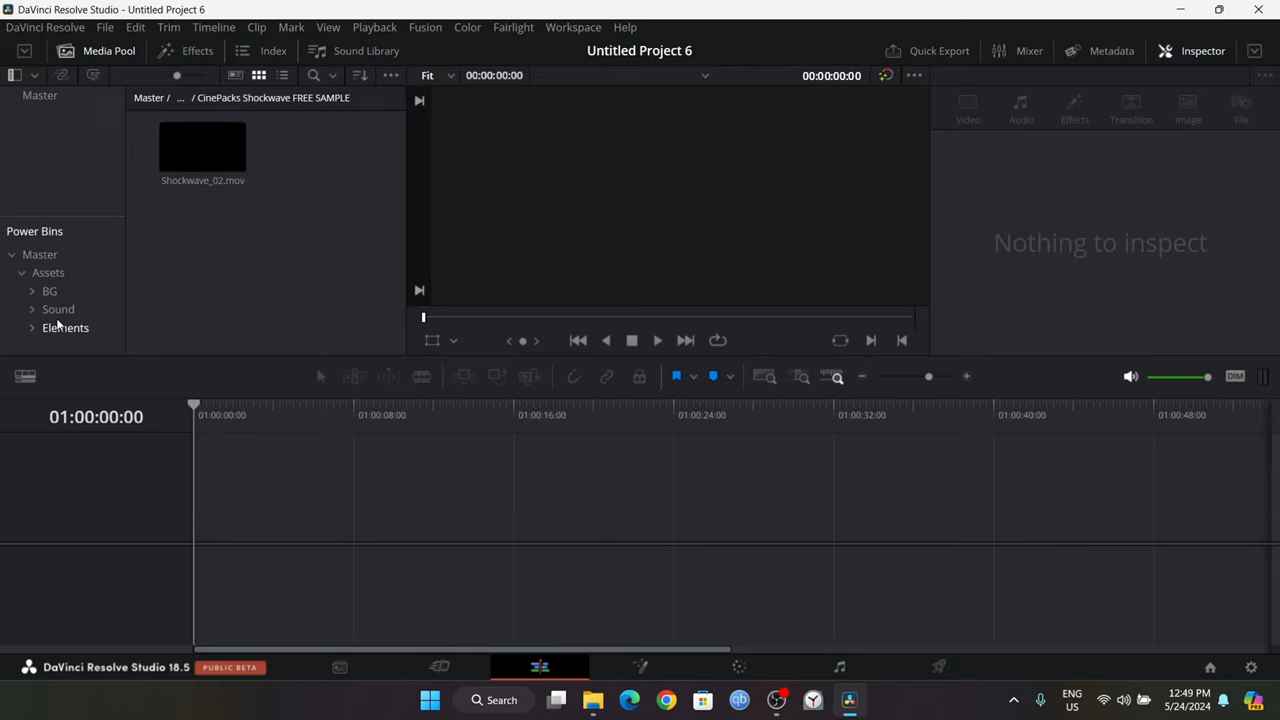 DaVinci Resolve Studio - Untitled Project 6
DaVinci Resolve File Edit Trim Timeline Clip Mark View Playback Fusion Color Fairlight Workspace Help
Media Pool Effects Index Sound Library Untitled Project 6 Quick Export Mixer Metadata Inspector
Fit 00:00:00:00 00:00:00:00
Master
Master / ... / CinePacks Shockwave FREE SAMPLE
Video Audio Effects Transition Image File
Shockwave_02.mov
Power Bins
Nothing to inspect
Master
Assets
BG
Sound
Elements
DIM
01:00:00:00
01:00:00:00 01:00:08:00 01:00:16:00 01:00:24:00 01:00:32:00 01:00:40:00 01:00:48:00
DaVinci Resolve Studio 18.5 PUBLIC BETA
Search
ENG
US
12:49 PM
5/24/2024